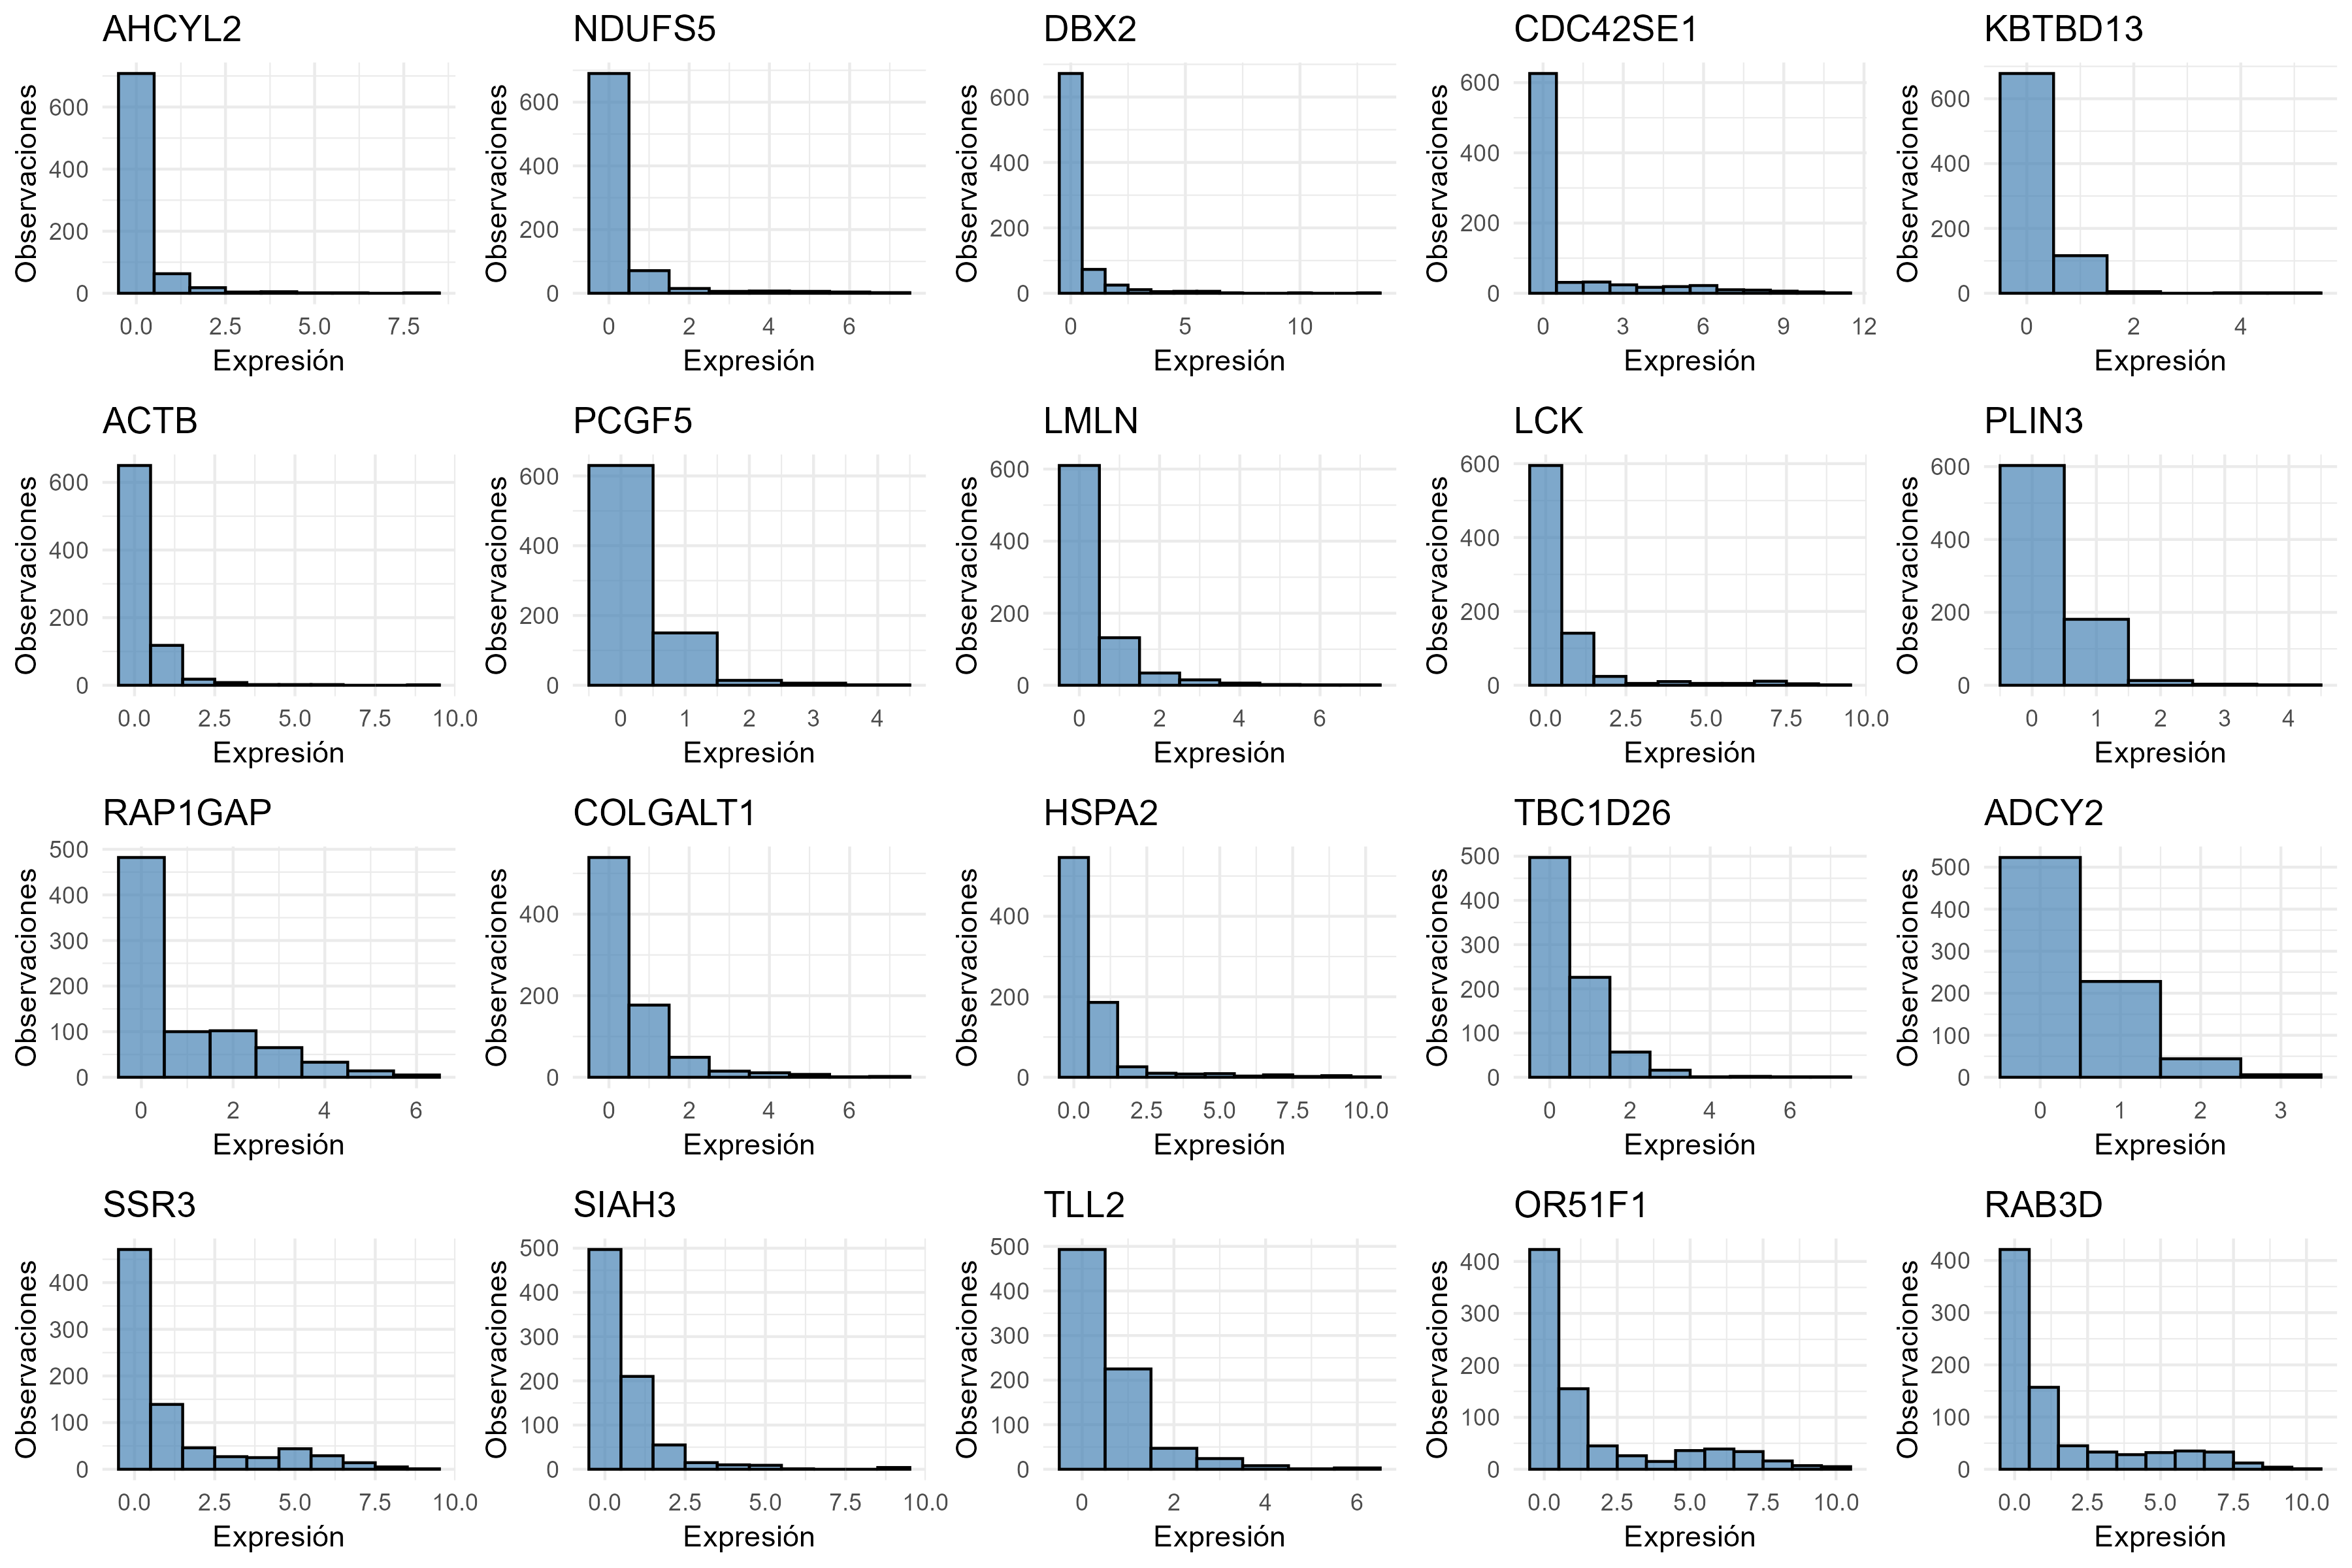 AHCYL2 NDUFS5 DBX2 CDC42SE1 KBTBD13
Observaciones Observaciones Observaciones Observaciones Observaciones
600 600 600 600 600
400 400 400 400 400
200 200 200 200 200
0 0 0 0 0
0.0 2.5 5.0 7.5 0 2 4 6 0 5 10 0 3 6 9 12 0 2 4
Expresión Expresión Expresión Expresión Expresión
ACTB PCGF5 LMLN LCK PLIN3
Observaciones Observaciones Observaciones Observaciones Observaciones
600 600 600 600 600
400 400 400 400 400
200 200 200 200 200
0 0 0 0 0
0.0 2.5 5.0 7.5 10.0 0 1 2 3 4 0 2 4 6 0.0 2.5 5.0 7.5 10.0 0 1 2 3 4
Expresión Expresión Expresión Expresión Expresión
RAP1GAP COLGALT1 HSPA2 TBC1D26 ADCY2
Observaciones Observaciones Observaciones Observaciones Observaciones
500 500 500
400 400 400 400 400
300 300 300
200 200 200 200 200
100 100 100
0 0 0 0 0
0 2 4 6 0 2 4 6 0.0 2.5 5.0 7.5 10.0 0 2 4 6 0 1 2 3
Expresión Expresión Expresión Expresión Expresión
SSR3 SIAH3 TLL2 OR51F1 RAB3D
Observaciones Observaciones Observaciones Observaciones Observaciones
500 500
400 400 400 400 400
300 300 300 300 300
200 200 200 200 200
100 100 100 100 100
0 0 0 0 0
0.0 2.5 5.0 7.5 10.0 0.0 2.5 5.0 7.5 10.0 0 2 4 6 0.0 2.5 5.0 7.5 10.0 0.0 2.5 5.0 7.5 10.0
Expresión Expresión Expresión Expresión Expresión